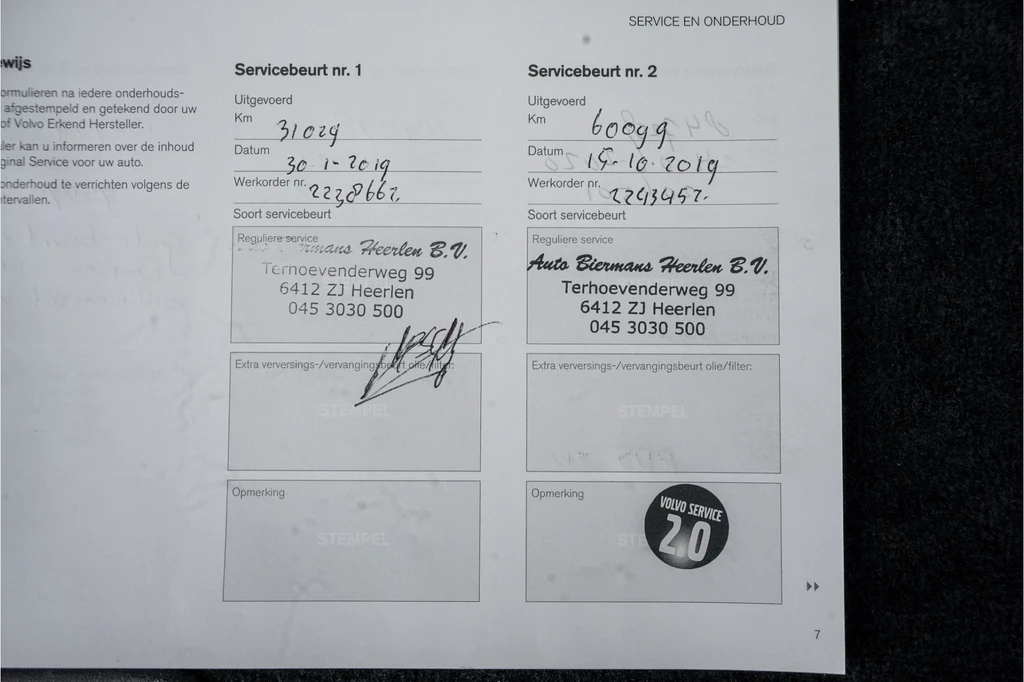 SERVICE EN ONDERHOUD
wijs
ormulieren na iedere onderhouds-
afgestempeld en getekend door uw
of Volvo Erkend Hersteller.
ler kan u informeren over de inhoud
ginal Service voor uw auto.
onderhoud te verrichten volgens de
tervallen.
Servicebeurt nr. 1
Uitgevoerd
Km 31029
Datum 30-1-2019
Werkorder nr. 2238662.
Soort servicebeurt
Reguliere service
rmans Heerlen B.V.
Terhoevenderweg 99
6412 ZJ Heerlen
045 3030 500
Extra verversings-/vervangingsbeurt olie/filter:
STEMPEL
Opmerking
STEMPEL
Servicebeurt nr. 2
Uitgevoerd
Km 60099
Datum 15-10-2019
Werkorder nr. 2243452.
Soort servicebeurt
Reguliere service
Auto Biermans Heerlen B.V.
Terhoevenderweg 99
6412 ZJ Heerlen
045 3030 500
Extra verversings-/vervangingsbeurt olie/filter:
STEMPEL
Opmerking
STE
VOLVO SERVICE
2.0
7